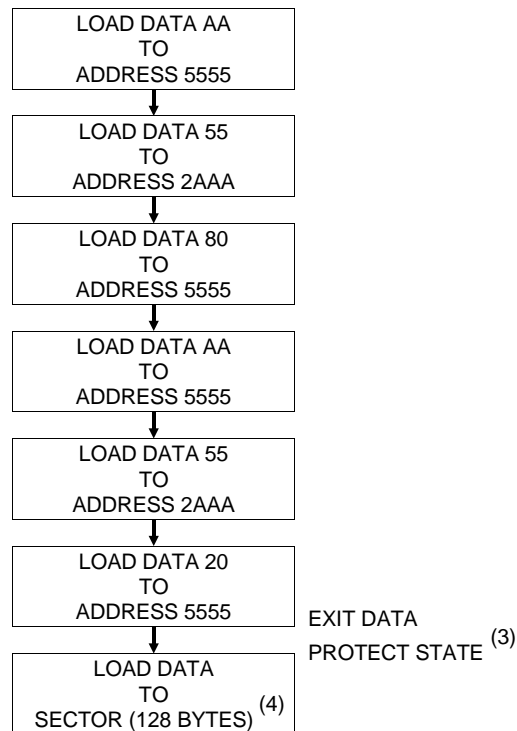 LOAD DATA AA
TO
ADDRESS 5555
LOAD DATA 55
TO
ADDRESS 2AAA
LOAD DATA 80
TO
ADDRESS 5555
LOAD DATA AA
TO
ADDRESS 5555
LOAD DATA 55
TO
ADDRESS 2AAA
LOAD DATA 20
TO
ADDRESS 5555
EXIT DATA
PROTECT STATE (3)
LOAD DATA
TO
SECTOR (128 BYTES) (4)